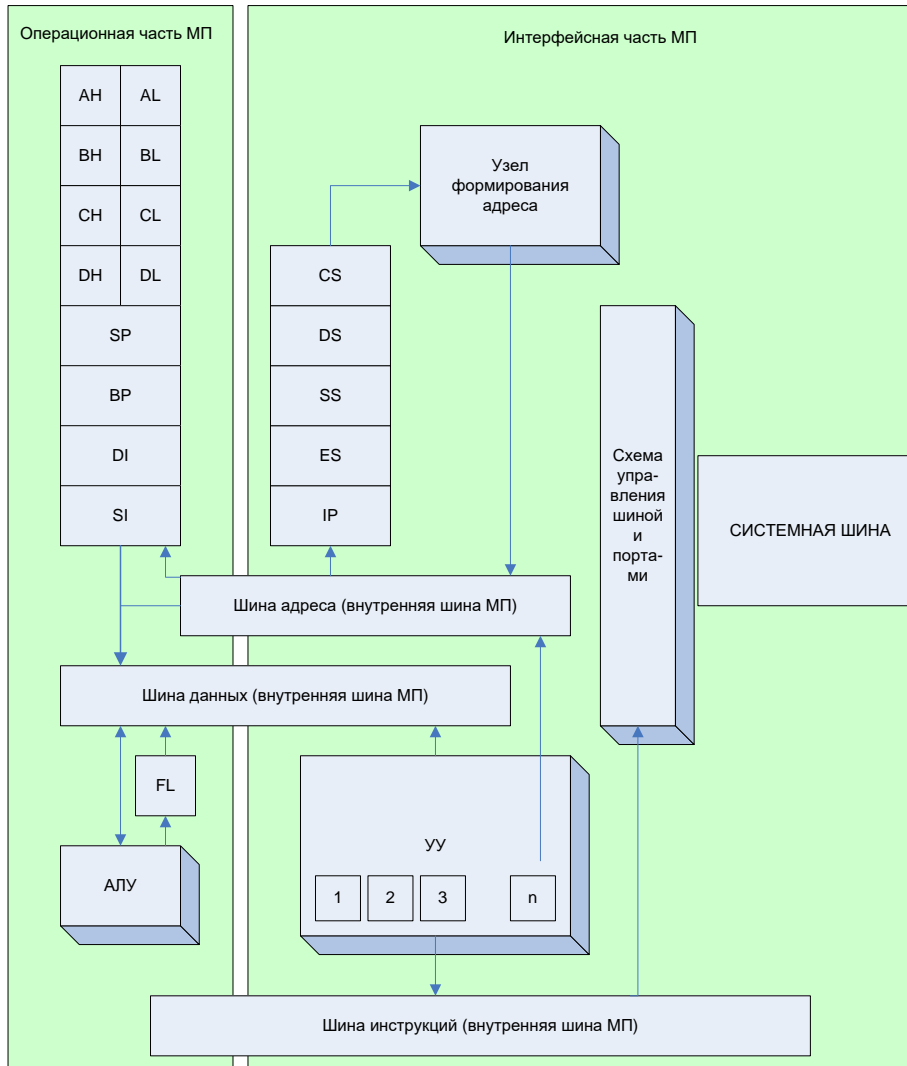 Операционная часть МП
Интерфейсная часть МП
AH
AL
BH
BL
CH
CL
DH
DL
SP
BP
DI
SI
Узел
формирования
адреса
CS
DS
SS
ES
IP
Схема
упра-
вления
шиной
и
порта-
ми
СИСТЕМНАЯ ШИНА
Шина адреса (внутренняя шина МП)
Шина данных (внутренняя шина МП)
FL
АЛУ
УУ
1
2
3
n
Шина инструкций (внутренняя шина МП)